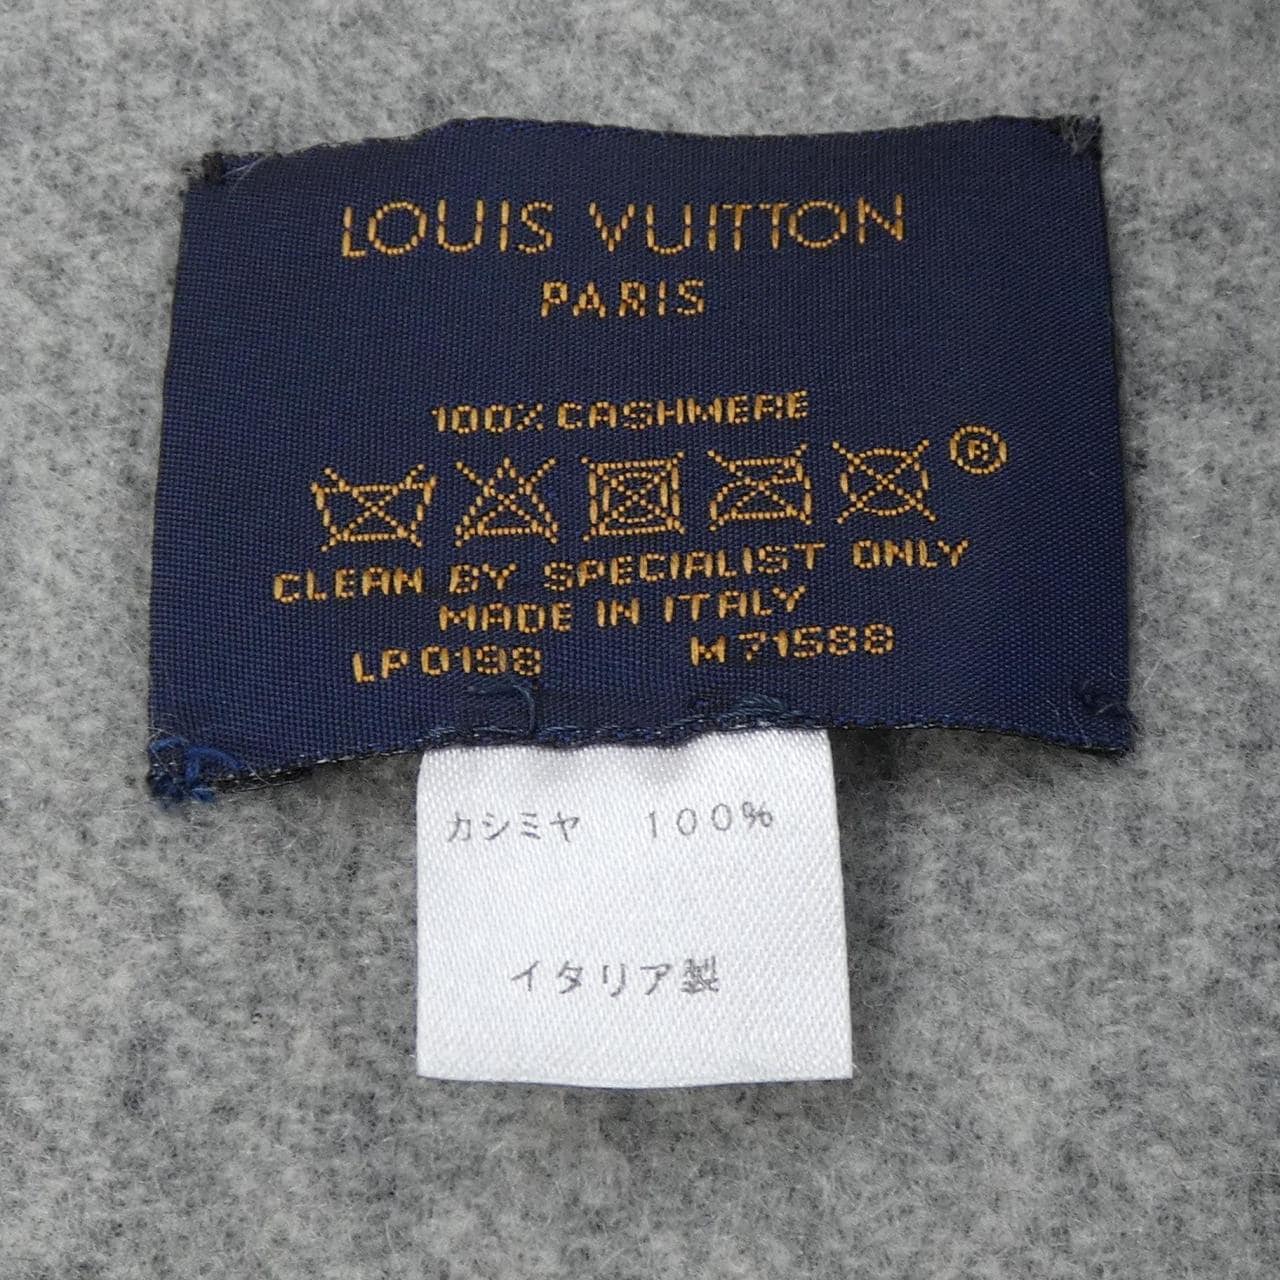 LOUIS VUITTON
PARIS
100% CASHMERE
®
CLEAN BY SPECIALIST ONLY
MADE IN ITALY
LP0198 M71588
カシミヤ 100%
イタリア製